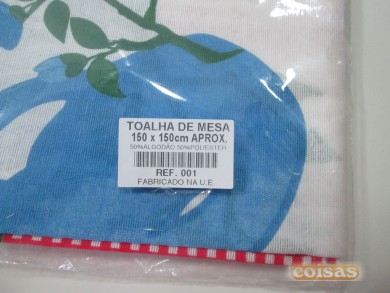 TOALHA DE MESA
150 x 150cm APROX.
50%ALGODÃO 50%POLIESTER
REF. 001
FABRICADO NA U.E.
coisas